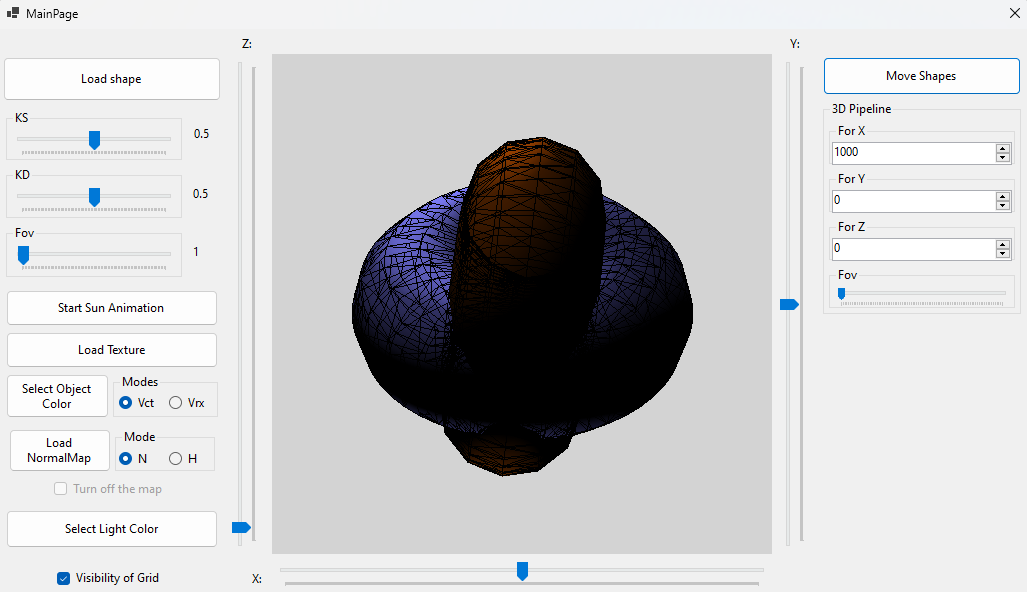 MainPage
Z:
Y:
Load shape
KS
0.5
KD
0.5
Fov
1
Start Sun Animation
Load Texture
Select Object
Color
Modes
Vct
Vrx
Load
NormalMap
Mode
N
H
Turn off the map
Select Light Color
Visibility of Grid
X:
Move Shapes
3D Pipeline
For X
1000
For Y
0
For Z
0
Fov